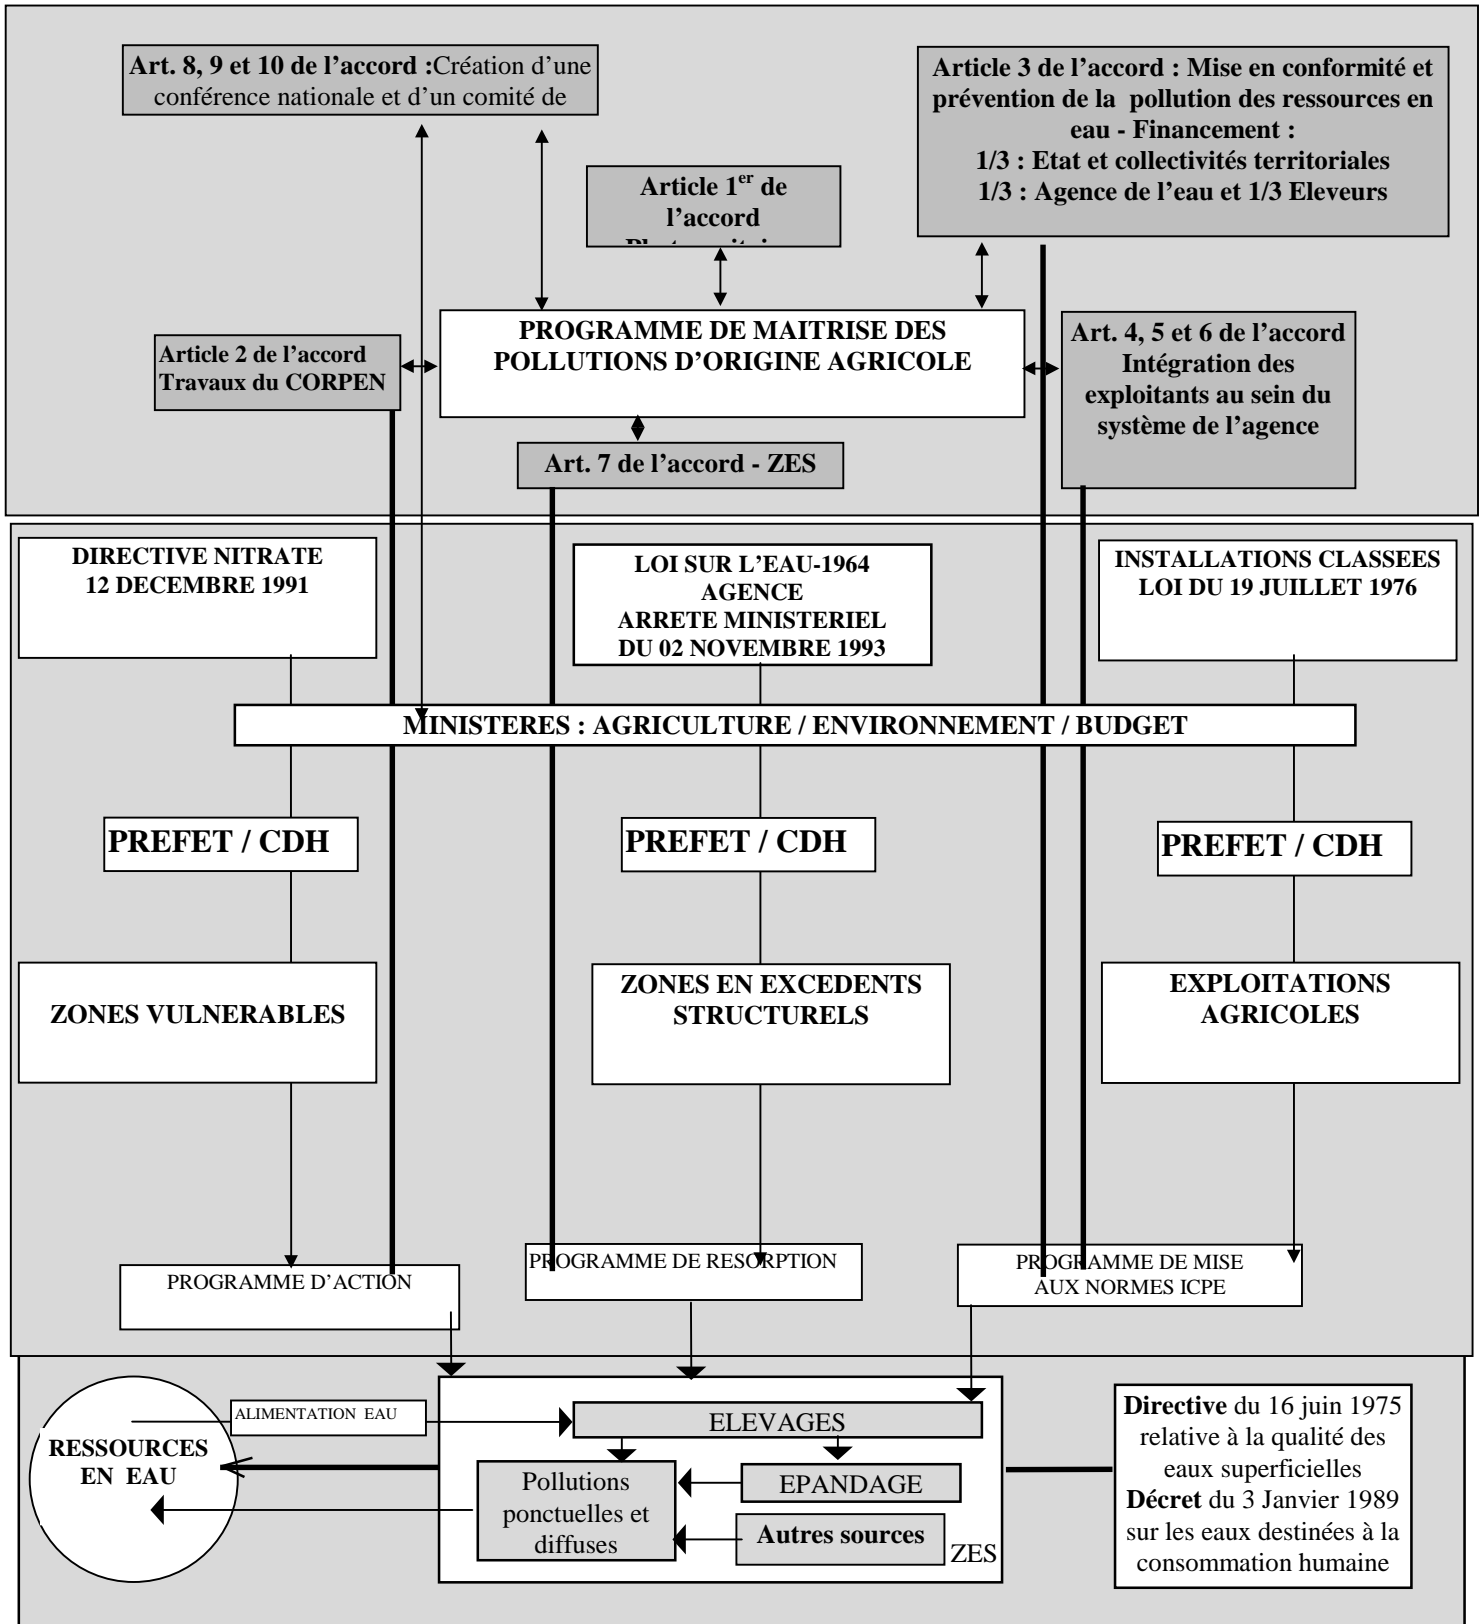 Art. 8, 9 et 10 de l’accord :Création d’une
conférence nationale et d’un comité de
Article 3 de l’accord : Mise en conformité et
prévention de la pollution des ressources en
eau - Financement :
1/3 : Etat et collectivités territoriales
1/3 : Agence de l’eau et 1/3 Eleveurs
Article 1er de
l’accord
PROGRAMME DE MAITRISE DES
POLLUTIONS D’ORIGINE AGRICOLE
Article 2 de l’accord
Travaux du CORPEN
Art. 4, 5 et 6 de l’accord
Intégration des
exploitants au sein du
système de l’agence
Art. 7 de l’accord - ZES
DIRECTIVE NITRATE
12 DECEMBRE 1991
LOI SUR L’EAU-1964
AGENCE
ARRETE MINISTERIEL
DU 02 NOVEMBRE 1993
INSTALLATIONS CLASSEES
LOI DU 19 JUILLET 1976
MINISTERES : AGRICULTURE / ENVIRONNEMENT / BUDGET
PREFET / CDH
PREFET / CDH
PREFET / CDH
ZONES VULNERABLES
ZONES EN EXCEDENTS
STRUCTURELS
EXPLOITATIONS
AGRICOLES
PROGRAMME D’ACTION
PROGRAMME DE RESORPTION
PROGRAMME DE MISE
AUX NORMES ICPE
ALIMENTATION EAU
RESSOURCES
EN EAU
ELEVAGES
Pollutions
ponctuelles et
diffuses
EPANDAGE
Autres sources
ZES
Directive du 16 juin 1975
relative à la qualité des
eaux superficielles
Décret du 3 Janvier 1989
sur les eaux destinées à la
consommation humaine